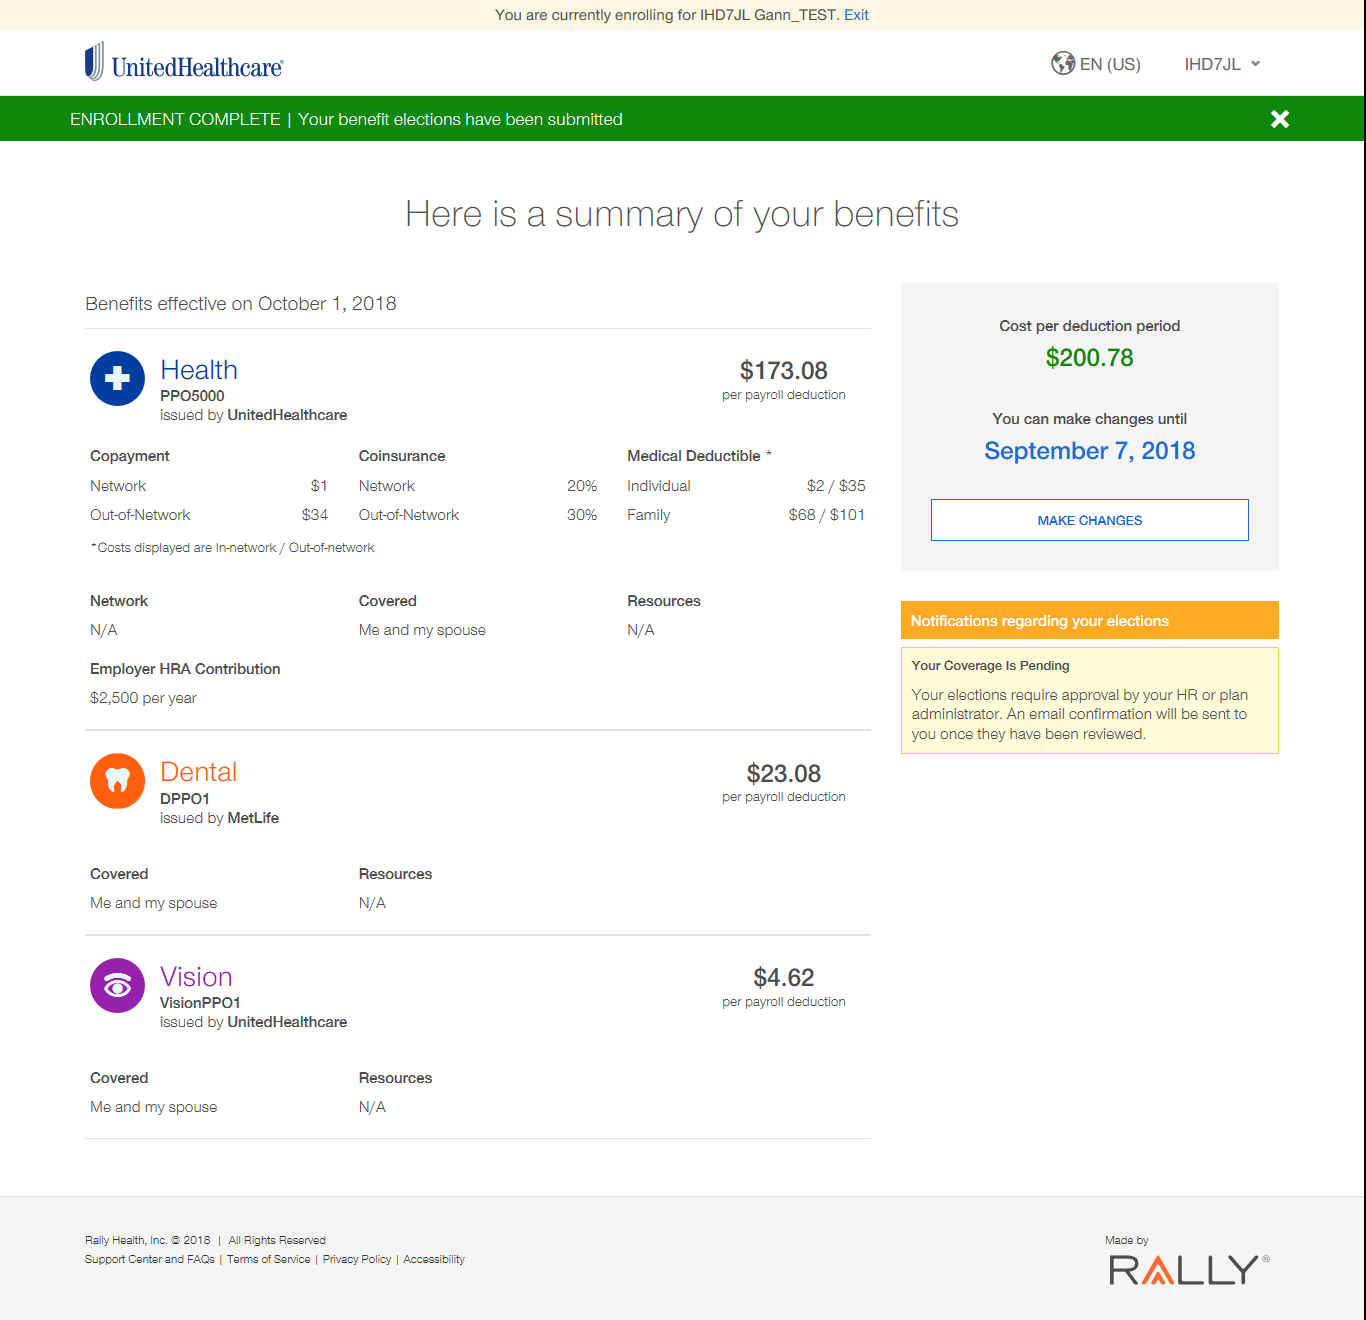 You are currently enrolling for IHD7JL Gann_TEST. Exit
UnitedHealthcare®
EN (US)
IHD7JL
ENROLLMENT COMPLETE | Your benefit elections have been submitted
Here is a summary of your benefits
Benefits effective on October 1, 2018
Health
PPO5000
issued by UnitedHealthcare
$173.08
per payroll deduction
Copayment
Network $1
Out-of-Network $34
Coinsurance
Network 20%
Out-of-Network 30%
Medical Deductible *
Individual $2 / $35
Family $68 / $101
*Costs displayed are In-network / Out-of-network
Network
N/A
Covered
Me and my spouse
Resources
N/A
Employer HRA Contribution
$2,500 per year
Dental
DPPO1
issued by MetLife
$23.08
per payroll deduction
Covered
Me and my spouse
Resources
N/A
Vision
VisionPPO1
issued by UnitedHealthcare
$4.62
per payroll deduction
Covered
Me and my spouse
Resources
N/A
Cost per deduction period
$200.78
You can make changes until
September 7, 2018
MAKE CHANGES
Notifications regarding your elections
Your Coverage Is Pending
Your elections require approval by your HR or plan
administrator. An email confirmation will be sent to
you once they have been reviewed.
Rally Health, Inc. © 2018 | All Rights Reserved
Support Center and FAQs | Terms of Service | Privacy Policy | Accessibility
Made by
RALLY®